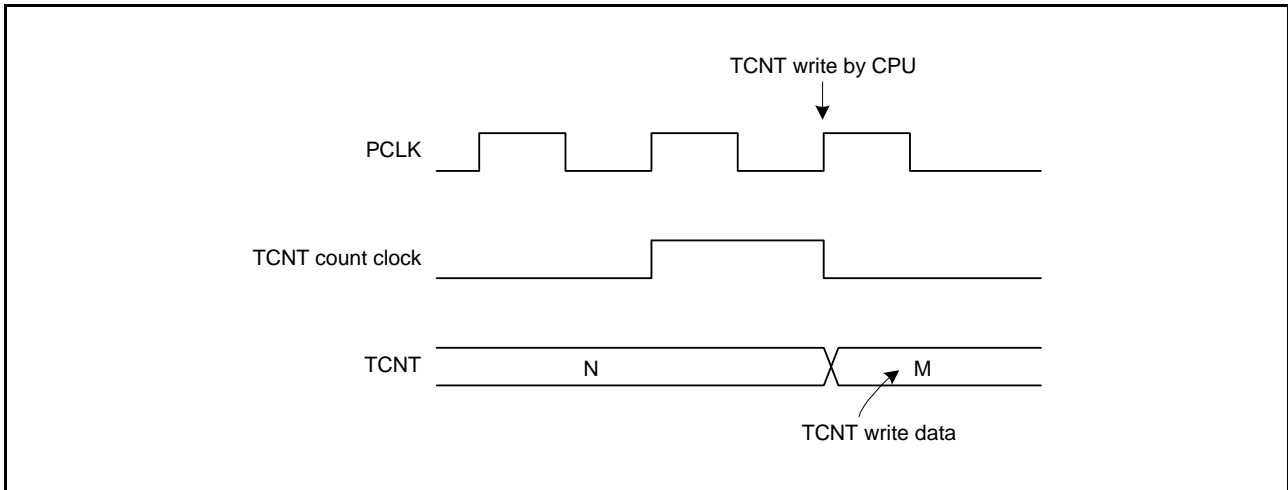 TCNT write by CPU
PCLK
TCNT count clock
TCNT
N
M
TCNT write data